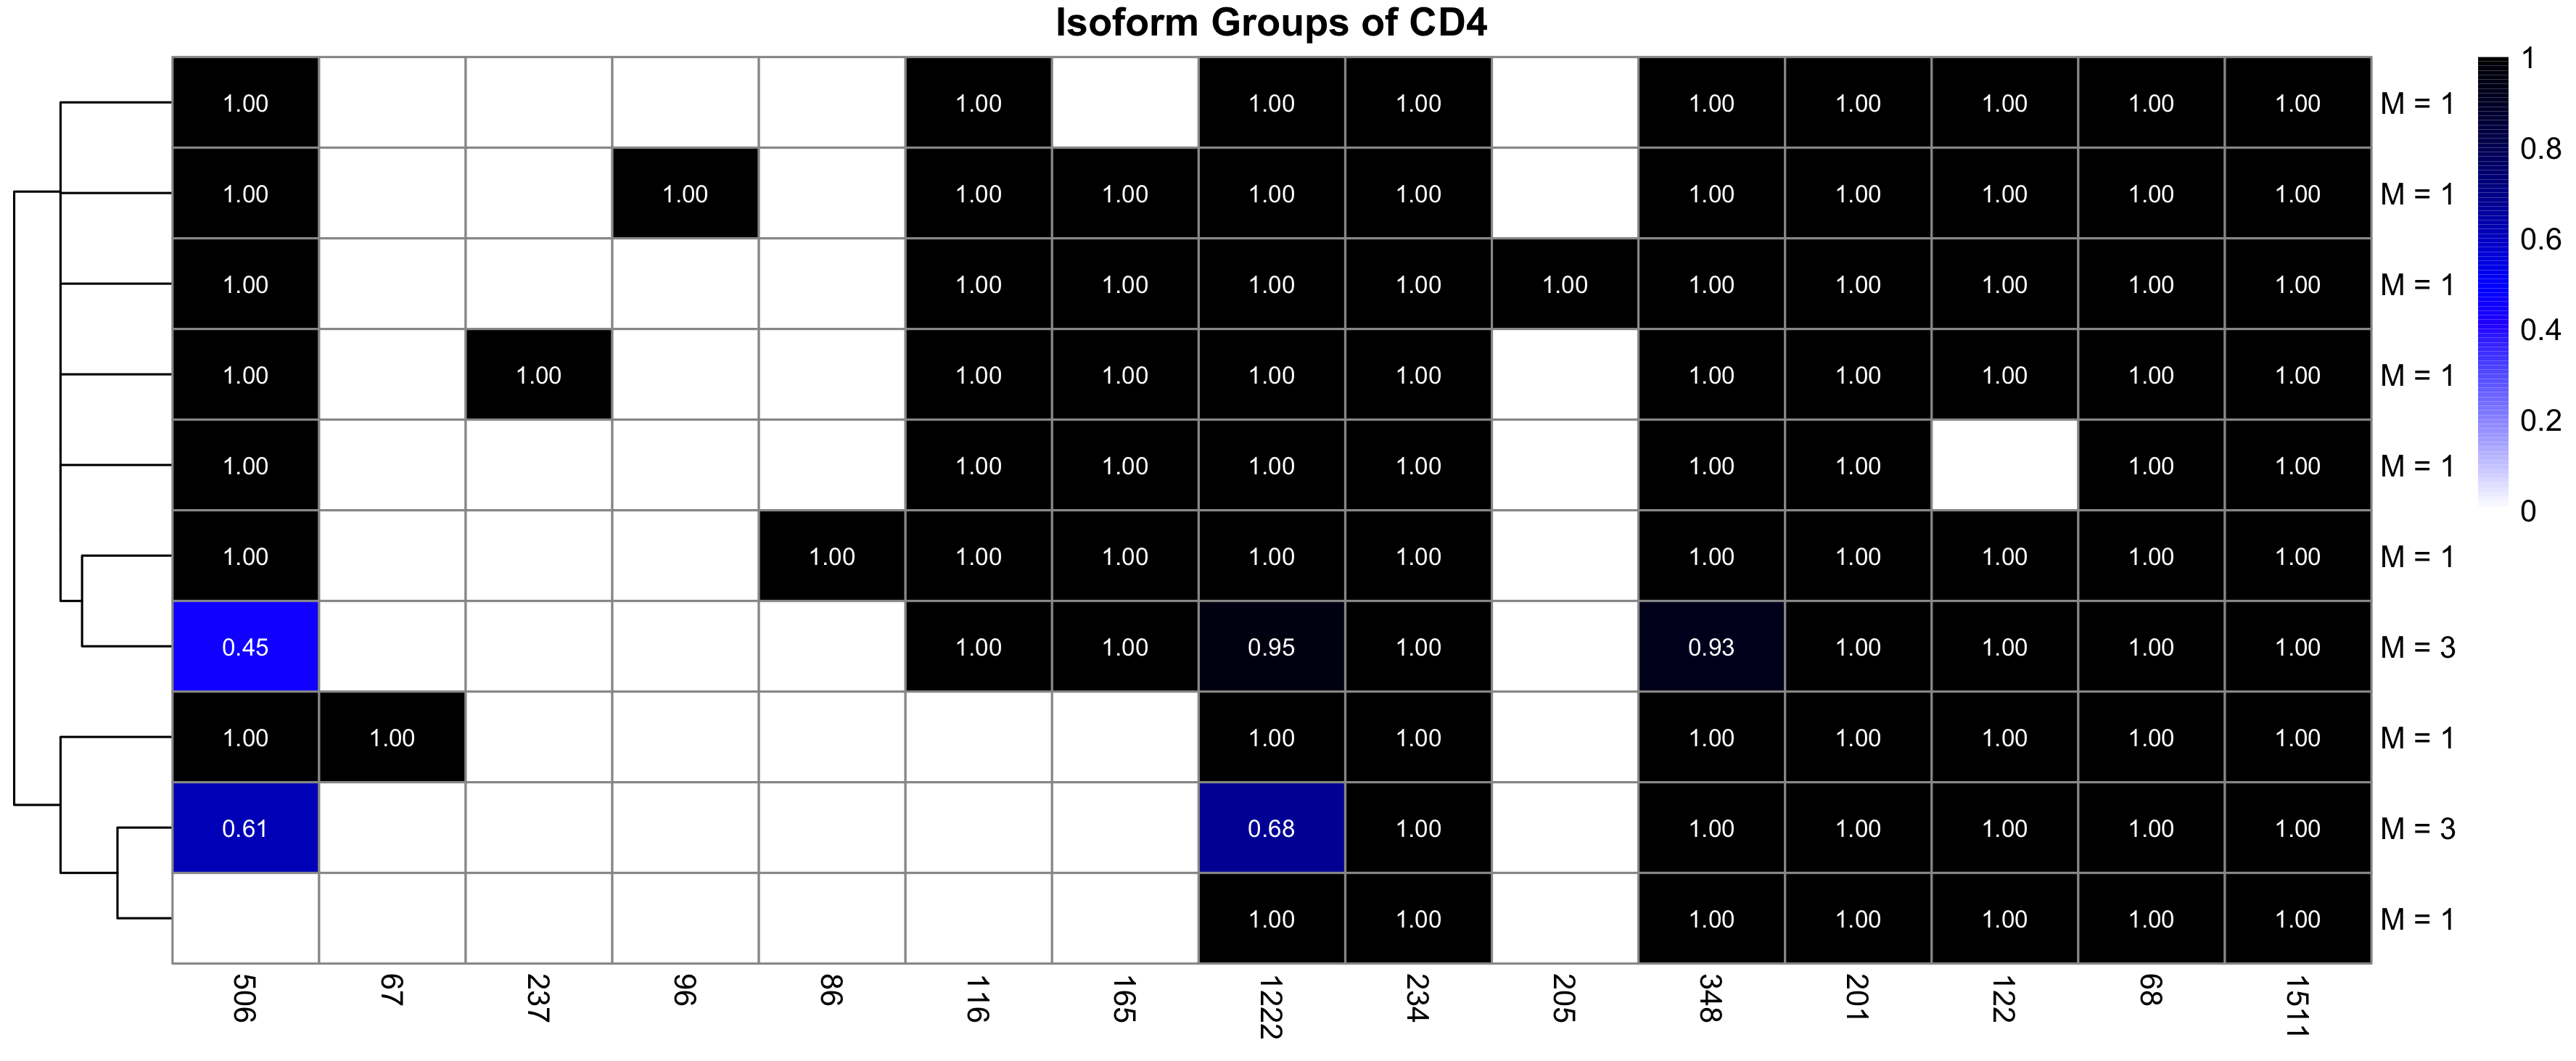 Isoform Groups of CD4
1.00 1.00 1.00 1.00 1.00 1.00 1.00 1.00 1.00 M = 1
1.00 1.00 1.00 1.00 1.00 1.00 1.00 1.00 1.00 1.00 1.00 M = 1
1.00 1.00 1.00 1.00 1.00 1.00 1.00 1.00 1.00 1.00 1.00 M = 1
1.00 1.00 1.00 1.00 1.00 1.00 1.00 1.00 1.00 1.00 1.00 M = 1
1.00 1.00 1.00 1.00 1.00 1.00 1.00 1.00 1.00 M = 1
1.00 1.00 1.00 1.00 1.00 1.00 1.00 1.00 1.00 1.00 1.00 M = 1
0.45 1.00 1.00 0.95 1.00 0.93 1.00 1.00 1.00 1.00 M = 3
1.00 1.00 1.00 1.00 1.00 1.00 1.00 1.00 1.00 M = 1
0.61 0.68 1.00 1.00 1.00 1.00 1.00 1.00 M = 3
1.00 1.00 1.00 1.00 1.00 1.00 1.00 M = 1
506 67 237 96 86 116 165 1222 234 205 348 201 122 68 1511
1
0.8
0.6
0.4
0.2
0